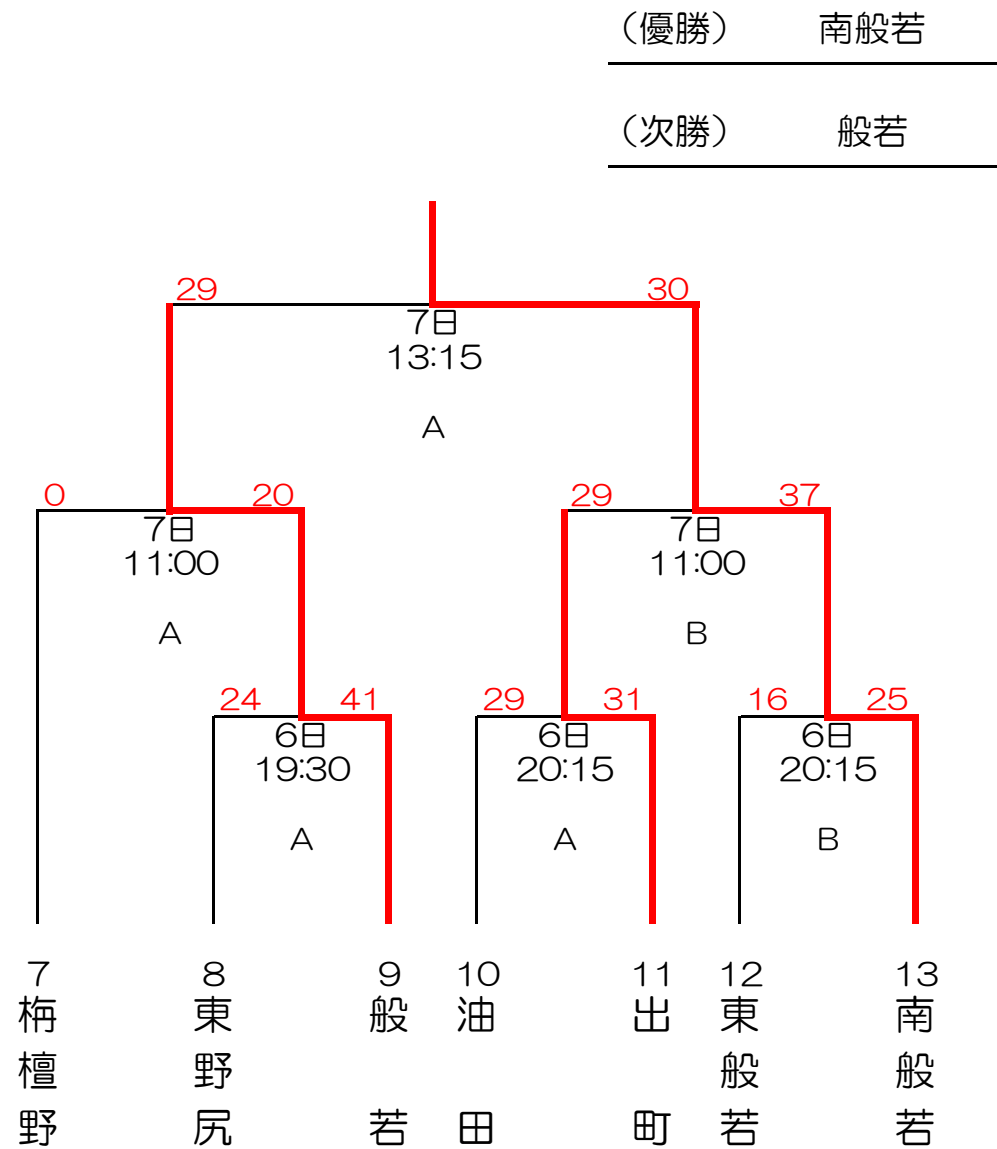 （優勝） 南般若
（次勝） 般若
29 30
7日
13:15
A
0 20 29 37
7日 7日
11:00 11:00
A B
24 41 29 31 16 25
6日 6日 6日
19:30 20:15 20:15
A A B
7 8 9 10 11 12 13
栴檀野
東野尻
般若
油田
出町
東般若
南般若